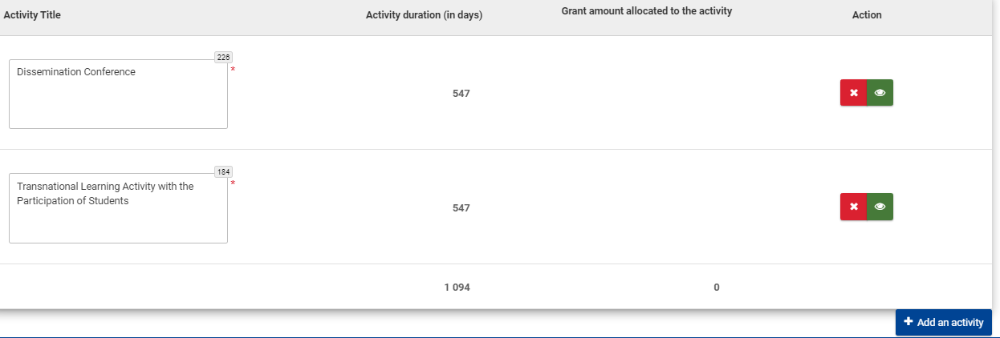 Activity Title Activity duration (in days) Grant amount allocated to the activity Action
226
Dissemination Conference *
547
184
Transnational Learning Activity with the *
Participation of Students
547
1 094 0
Add an activity